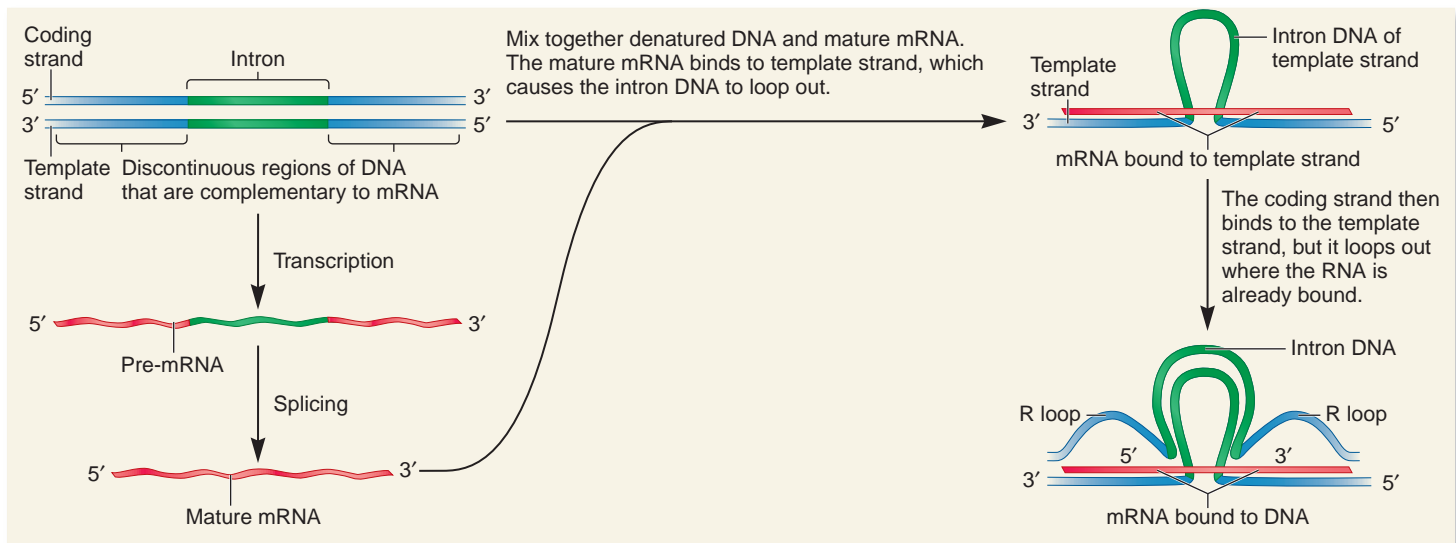 Coding
strand
Intron
5′ 3′
3′ 5′
Template
strand
Discontinuous regions of DNA
that are complementary to mRNA
Transcription
5′ 3′
Pre-mRNA
Splicing
5′ 3′
Mature mRNA
Mix together denatured DNA and mature mRNA.
The mature mRNA binds to template strand, which
causes the intron DNA to loop out.
Intron DNA of
template strand
Template
strand
3′ 5′
mRNA bound to template strand
The coding strand then
binds to the template
strand, but it loops out
where the RNA is
already bound.
Intron DNA
R loop R loop
5′ 3′
3′ 5′
mRNA bound to DNA